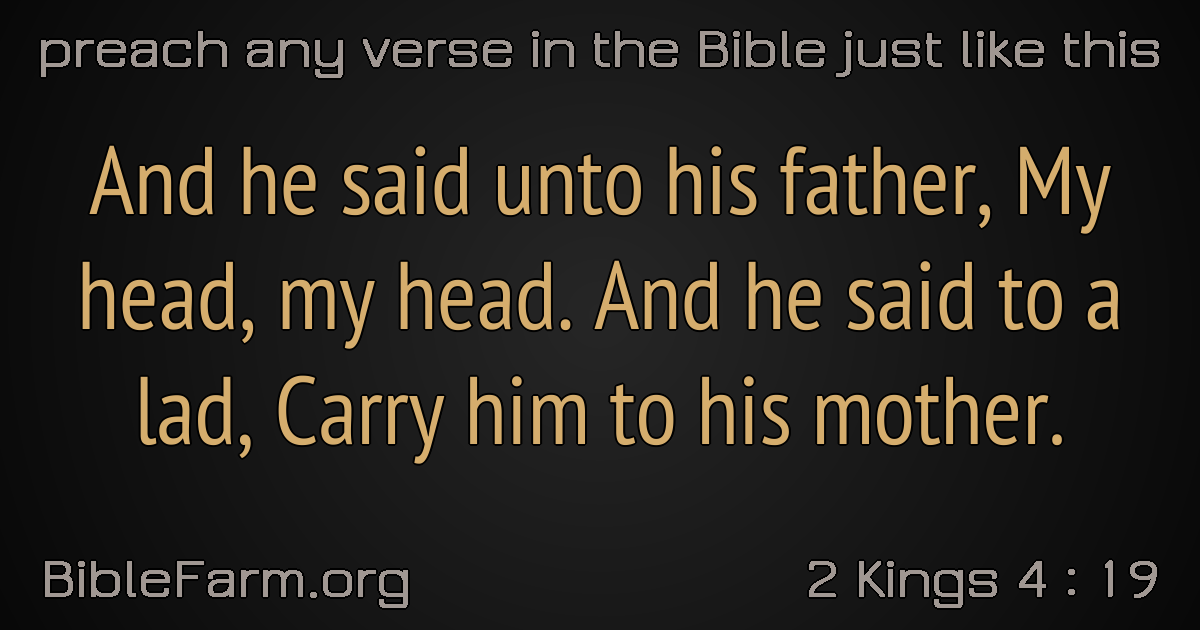 preach any verse in the Bible just like this
And he said unto his father, My
head, my head. And he said to a
lad, Carry him to his mother.
BibleFarm.org
2 Kings 4 : 19